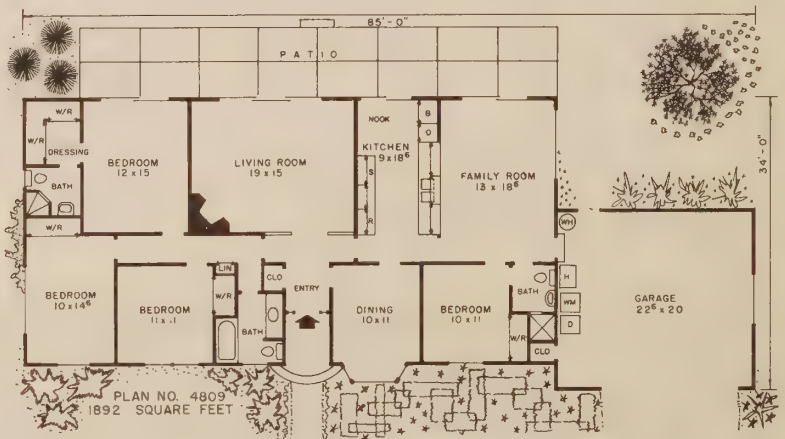 85'-0"
PATIO
34'-0"
W/R
W/R
DRESSING
BATH
W/R
BEDROOM
12 x 15
LIVING ROOM
19 x 15
NOOK
KITCHEN
9 x 18⁶
B
O
S
R
FAMILY ROOM
13 x 18⁶
WH
H
WM
D
BEDROOM
10 x 14⁶
BEDROOM
11 x .1
LIN
W/R
BATH
CLO
ENTRY
DINING
10 x 11
BEDROOM
10 x 11
BATH
W/R
CLO
GARAGE
22⁶ x 20
PLAN NO. 4809
1892 SQUARE FEET